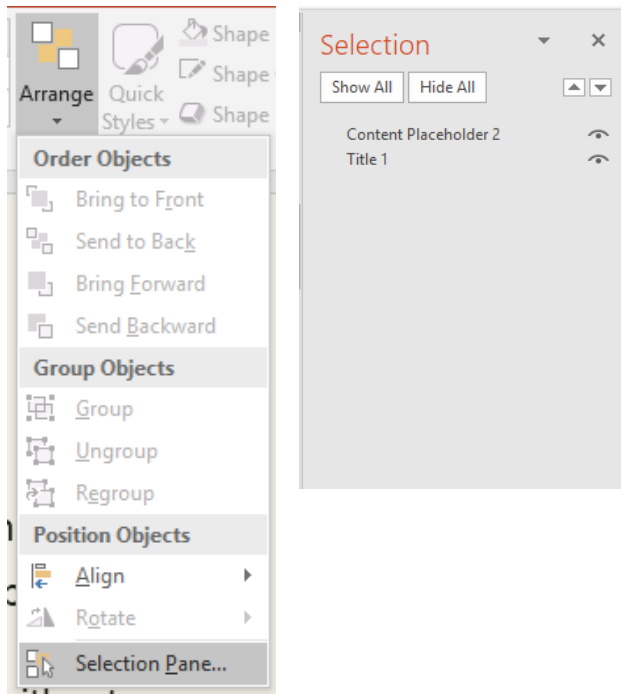 Arrange
Quick
Styles
Shape
Shape
Shape
Order Objects
Bring to Front
Send to Back
Bring Forward
Send Backward
Group Objects
Group
Ungroup
Regroup
Position Objects
Align
Rotate
Selection Pane...
Selection
Show All Hide All
Content Placeholder 2
Title 1